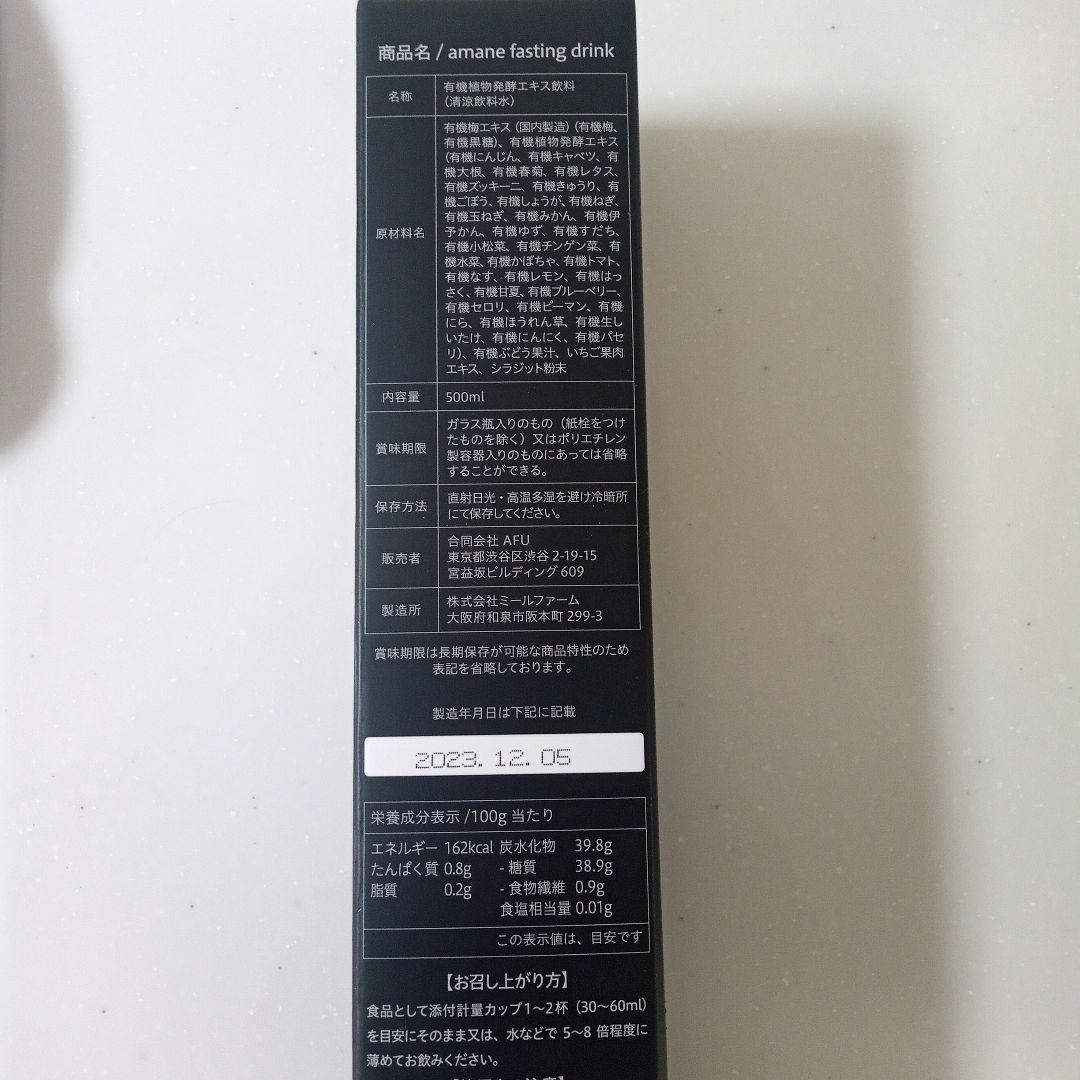 商品名 / amane fasting drink
名称
有機植物発酵エキス飲料
（清涼飲料水）
原材料名
有機梅エキス（国内製造）（有機梅、
有機黒糖）、有機植物発酵エキス
（有機にんじん、有機キャベツ、有
機大根、有機春菊、有機レタス、
有機ズッキーニ、有機きゅうり、有
機ごぼう、有機しょうが、有機ねぎ、
有機玉ねぎ、有機みかん、有機伊
予かん、有機ゆず、有機すだち、
有機小松菜、有機チンゲン菜、有
機水菜、有機かぼちゃ、有機トマト、
有機なす、有機レモン、有機はっ
さく、有機甘夏、有機ブルーベリー、
有機セロリ、有機ピーマン、有機
にら、有機ほうれん草、有機生し
いたけ、有機にんにく、有機パセ
リ）、有機ぶどう果汁、いちご果肉
エキス、シラジット粉末
内容量
500ml
賞味期限
ガラス瓶入りのもの（紙栓をつけ
たものを除く）又はポリエチレン
製容器入りのものにあっては省略
することができる。
保存方法
直射日光・高温多湿を避け冷暗所
にて保存してください。
販売者
合同会社 AFU
東京都渋谷区渋谷 2-19-15
宮益坂ビルディング 609
製造所
株式会社ミールファーム
大阪府和泉市阪本町 299-3
賞味期限は長期保存が可能な商品特性のため
表記を省略しております。
製造年月日は下記に記載
2023.12.05
栄養成分表示 /100g 当たり
エネルギー 162kcal 炭水化物 39.8g
たんぱく質 0.8g - 糖質 38.9g
脂質 0.2g - 食物繊維 0.9g
食塩相当量 0.01g
この表示値は、目安です
【お召し上がり方】
食品として添付計量カップ1〜2杯（30〜60ml）
を目安にそのまま又は、水などで 5〜8 倍程度に
薄めてお飲みください。